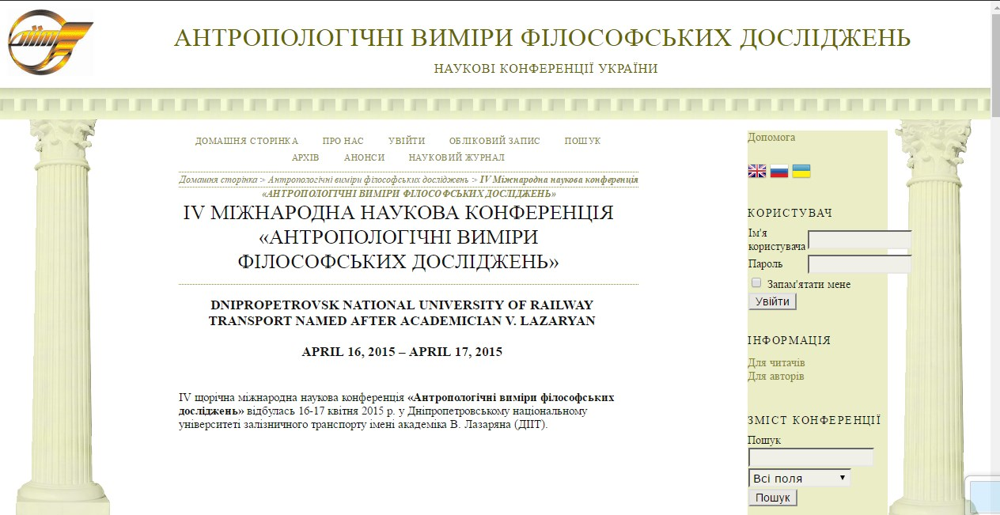 дііт
АНТРОПОЛОГІЧНІ ВИМІРИ ФІЛОСОФСЬКИХ ДОСЛІДЖЕНЬ
НАУКОВІ КОНФЕРЕНЦІЇ УКРАЇНИ
ДОМАШНЯ СТОРІНКА ПРО НАС УВІЙТИ ОБЛІКОВИЙ ЗАПИС ПОШУК
АРХІВ АНОНСИ НАУКОВИЙ ЖУРНАЛ
Домашня сторінка > Антропологічні виміри філософських досліджень > IV Міжнародна наукова конференція
«АНТРОПОЛОГІЧНІ ВИМІРИ ФІЛОСОФСЬКИХ ДОСЛІДЖЕНЬ»
IV МІЖНАРОДНА НАУКОВА КОНФЕРЕНЦІЯ
«АНТРОПОЛОГІЧНІ ВИМІРИ
ФІЛОСОФСЬКИХ ДОСЛІДЖЕНЬ»
DNIPROPETROVSK NATIONAL UNIVERSITY OF RAILWAY
TRANSPORT NAMED AFTER ACADEMICIAN V. LAZARYAN
APRIL 16, 2015 – APRIL 17, 2015
IV щорічна міжнародна наукова конференція «Антропологічні виміри філософських
досліджень» відбулась 16-17 квітня 2015 р. у Дніпропетровському національному
університеті залізничного транспорту імені академіка В. Лазаряна (ДІІТ).
Допомога
КОРИСТУВАЧ
Ім'я
користувача
Пароль
Запам'ятати мене
Увійти
ІНФОРМАЦІЯ
Для читачів
Для авторів
ЗМІСТ КОНФЕРЕНЦІЇ
Пошук
Всі поля
Пошук